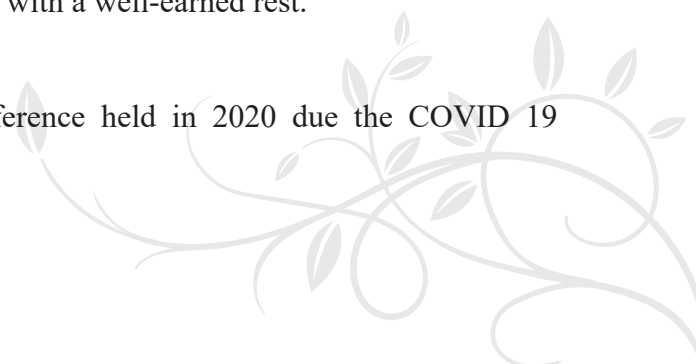 with a well-earned rest.
ference held in 2020 due the COVID 19